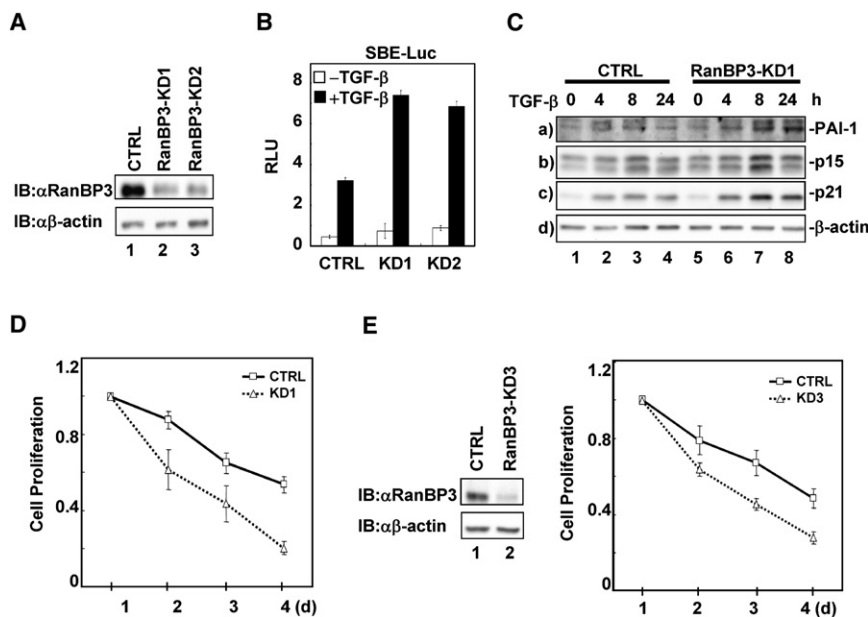 A
CTRL
RanBP3-KD1
RanBP3-KD2
IB:αRanBP3
IB:αβ-actin
1 2 3
B
SBE-Luc
−TGF-β
+TGF-β
RLU
8
6
4
2
0
CTRL KD1 KD2
C
CTRL RanBP3-KD1
TGF-β 0 4 8 24 0 4 8 24 h
a) -PAI-1
b) -p15
c) -p21
d) -β-actin
1 2 3 4 5 6 7 8
D
Cell Proliferation
1.2
0.8
0.4
0
CTRL
KD1
1 2 3 4 (d)
E
CTRL
RanBP3-KD3
IB:αRanBP3
IB:αβ-actin
1 2
Cell Proliferation
1.2
0.8
0.4
0
CTRL
KD3
1 2 3 4 (d)